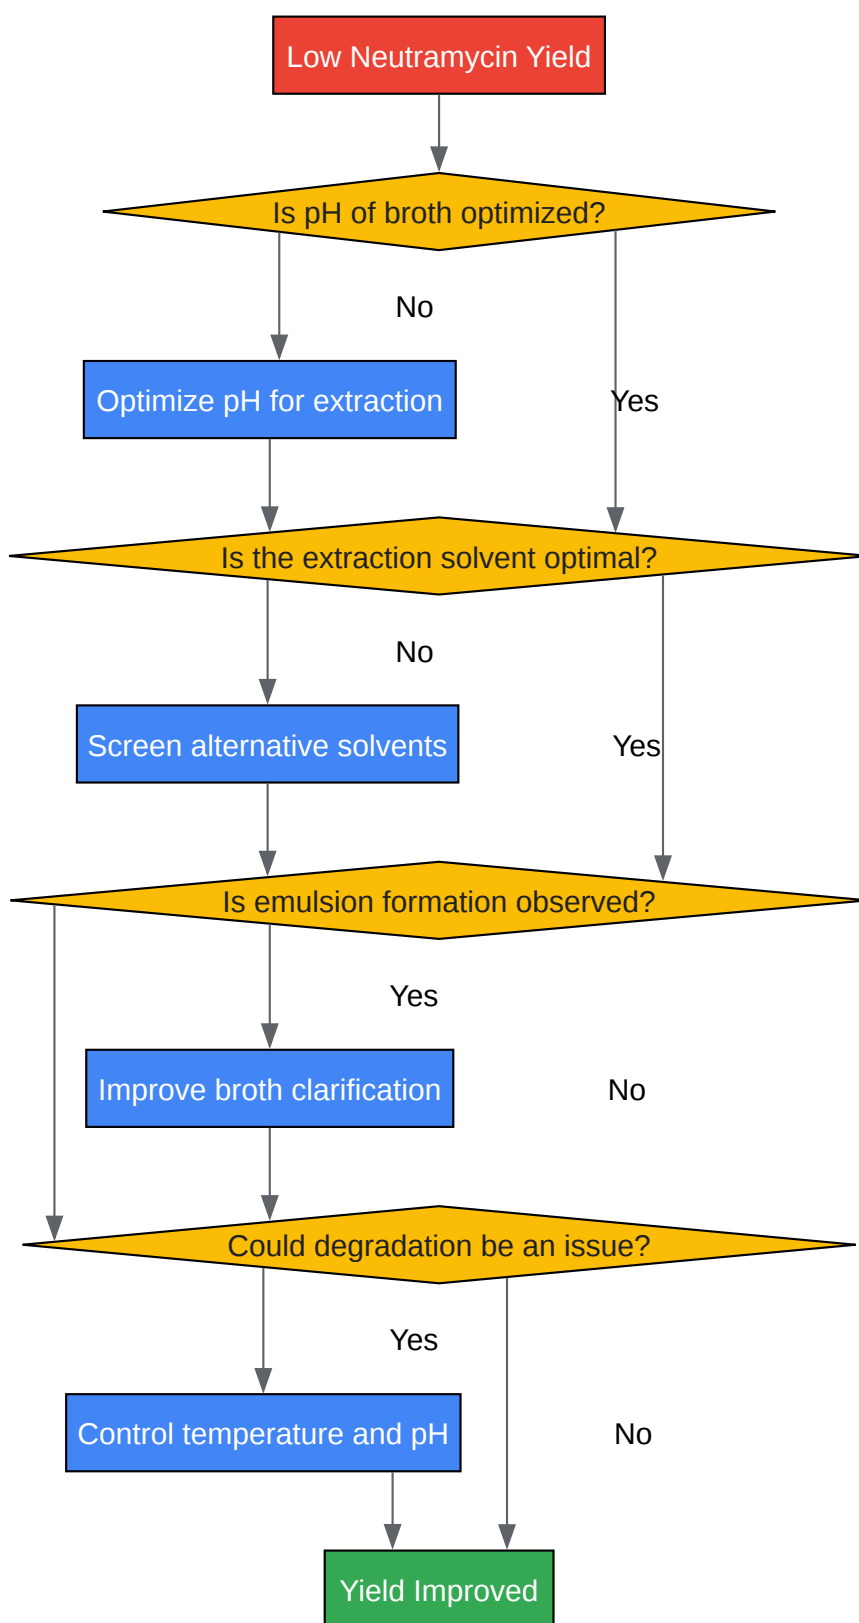 Low Neutramycin Yield
Is pH of broth optimized?
No
Optimize pH for extraction
Yes
Is the extraction solvent optimal?
No
Screen alternative solvents
Yes
Is emulsion formation observed?
Yes
Improve broth clarification
No
Could degradation be an issue?
Yes
Control temperature and pH
No
Yield Improved